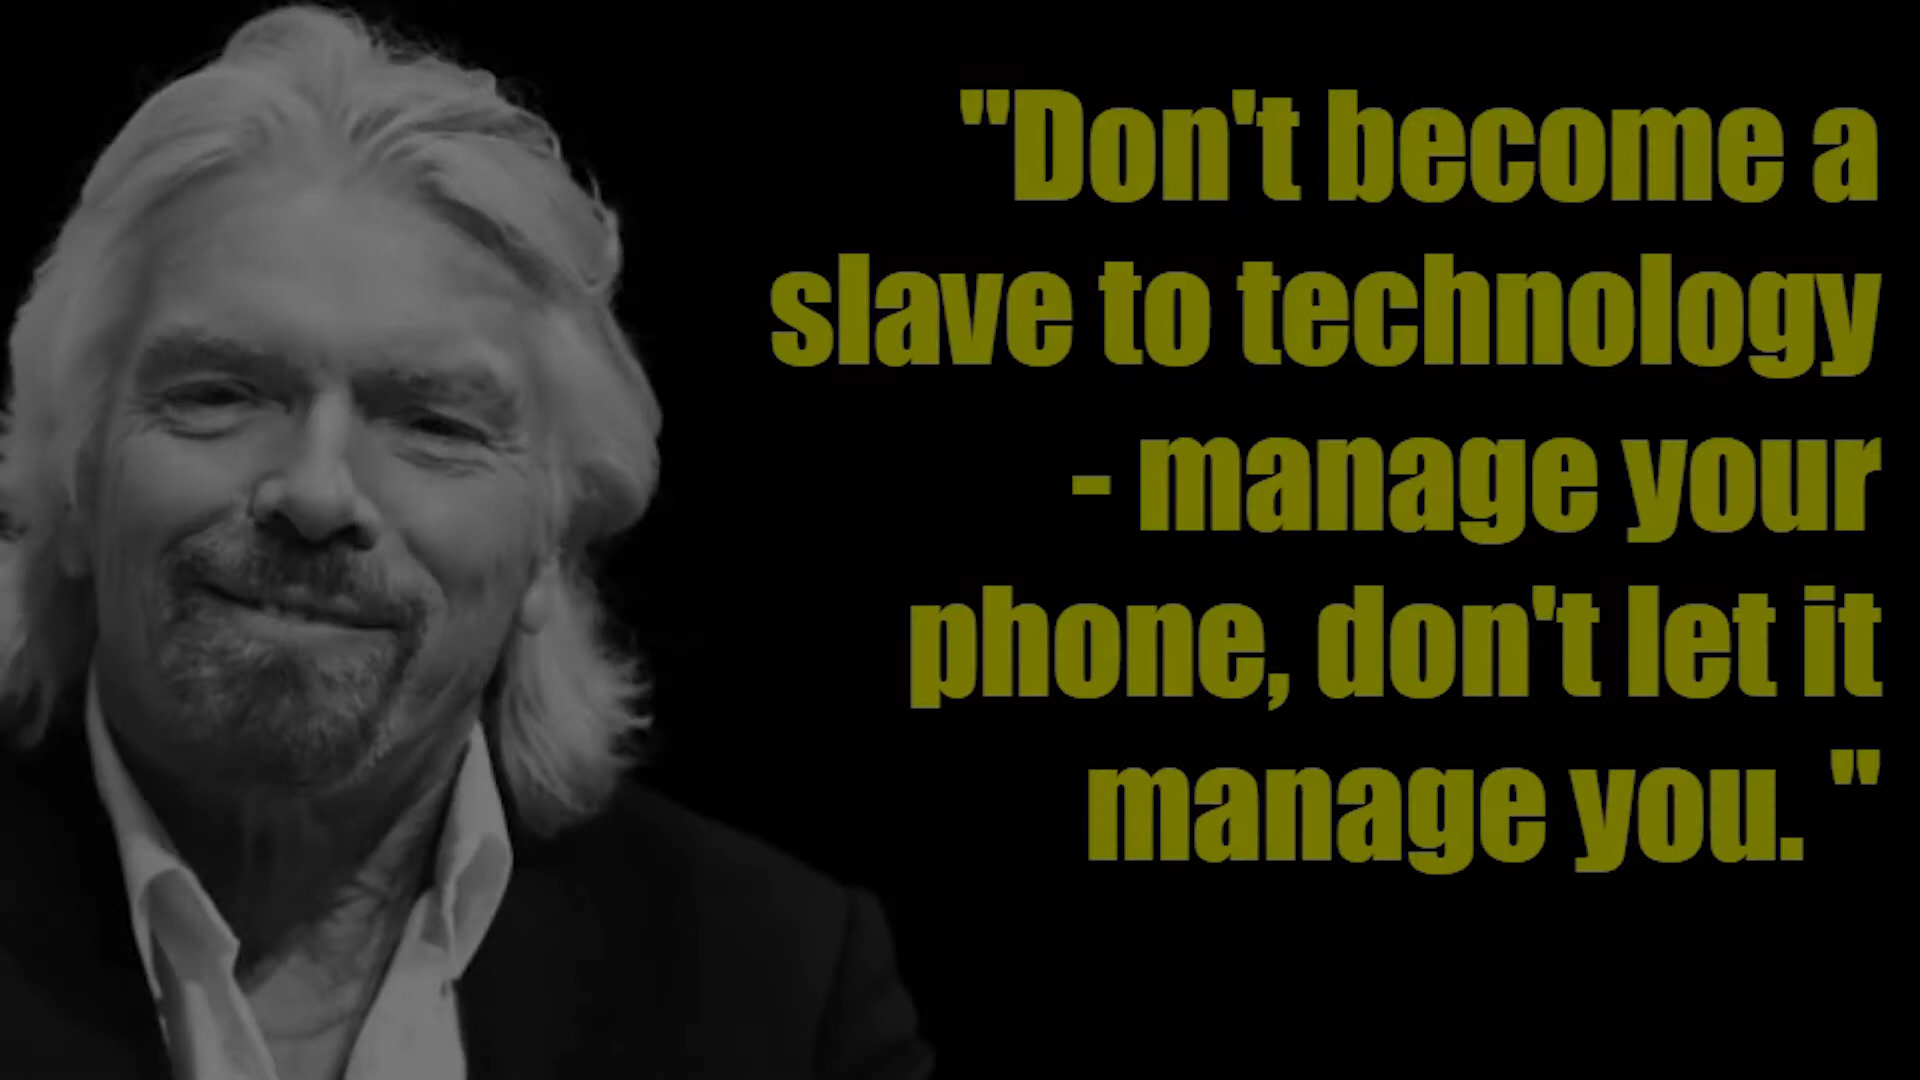 "Don't become a
slave to technology
- manage your
phone, don't let it
manage you. "